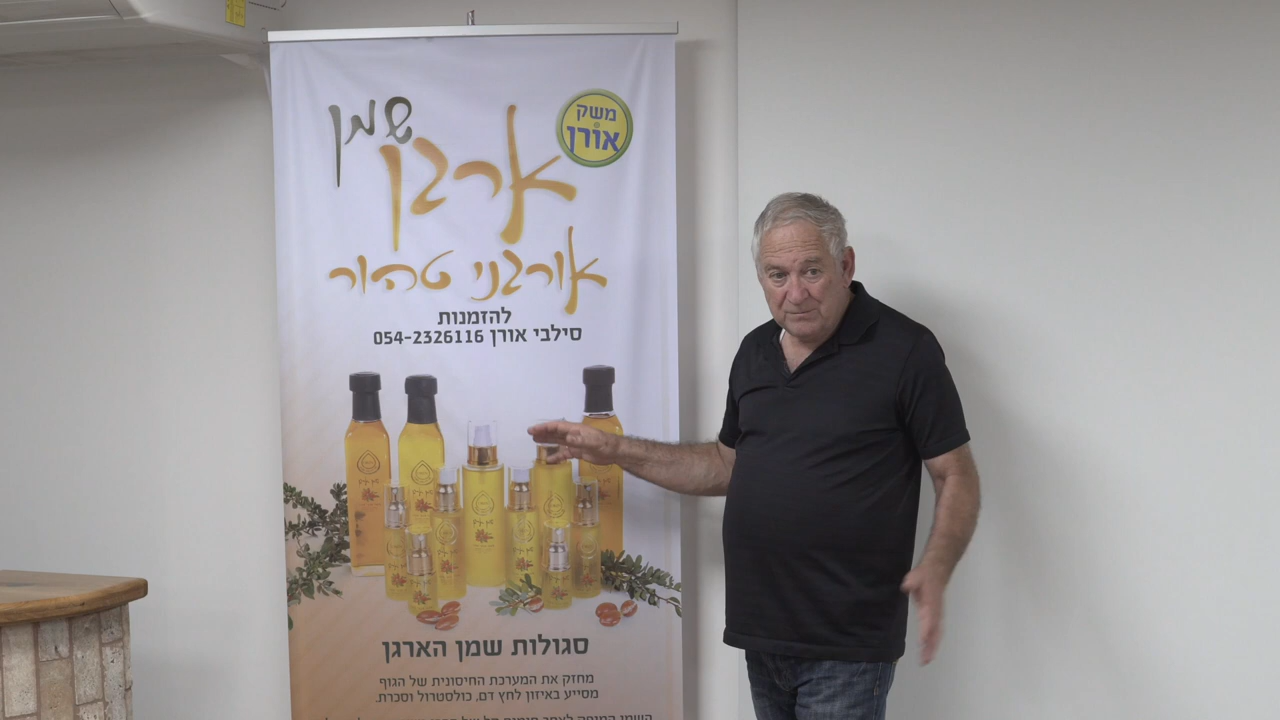 משק
אורן
שמן
ארגן
אורגני טהור
להזמנות
סילבי אורן 054-2326116
סגולות שמן הארגן
מחזק את המערכת החיסונית של הגוף
מסייע באיזון לחץ דם, כולסטרול וסכרת.